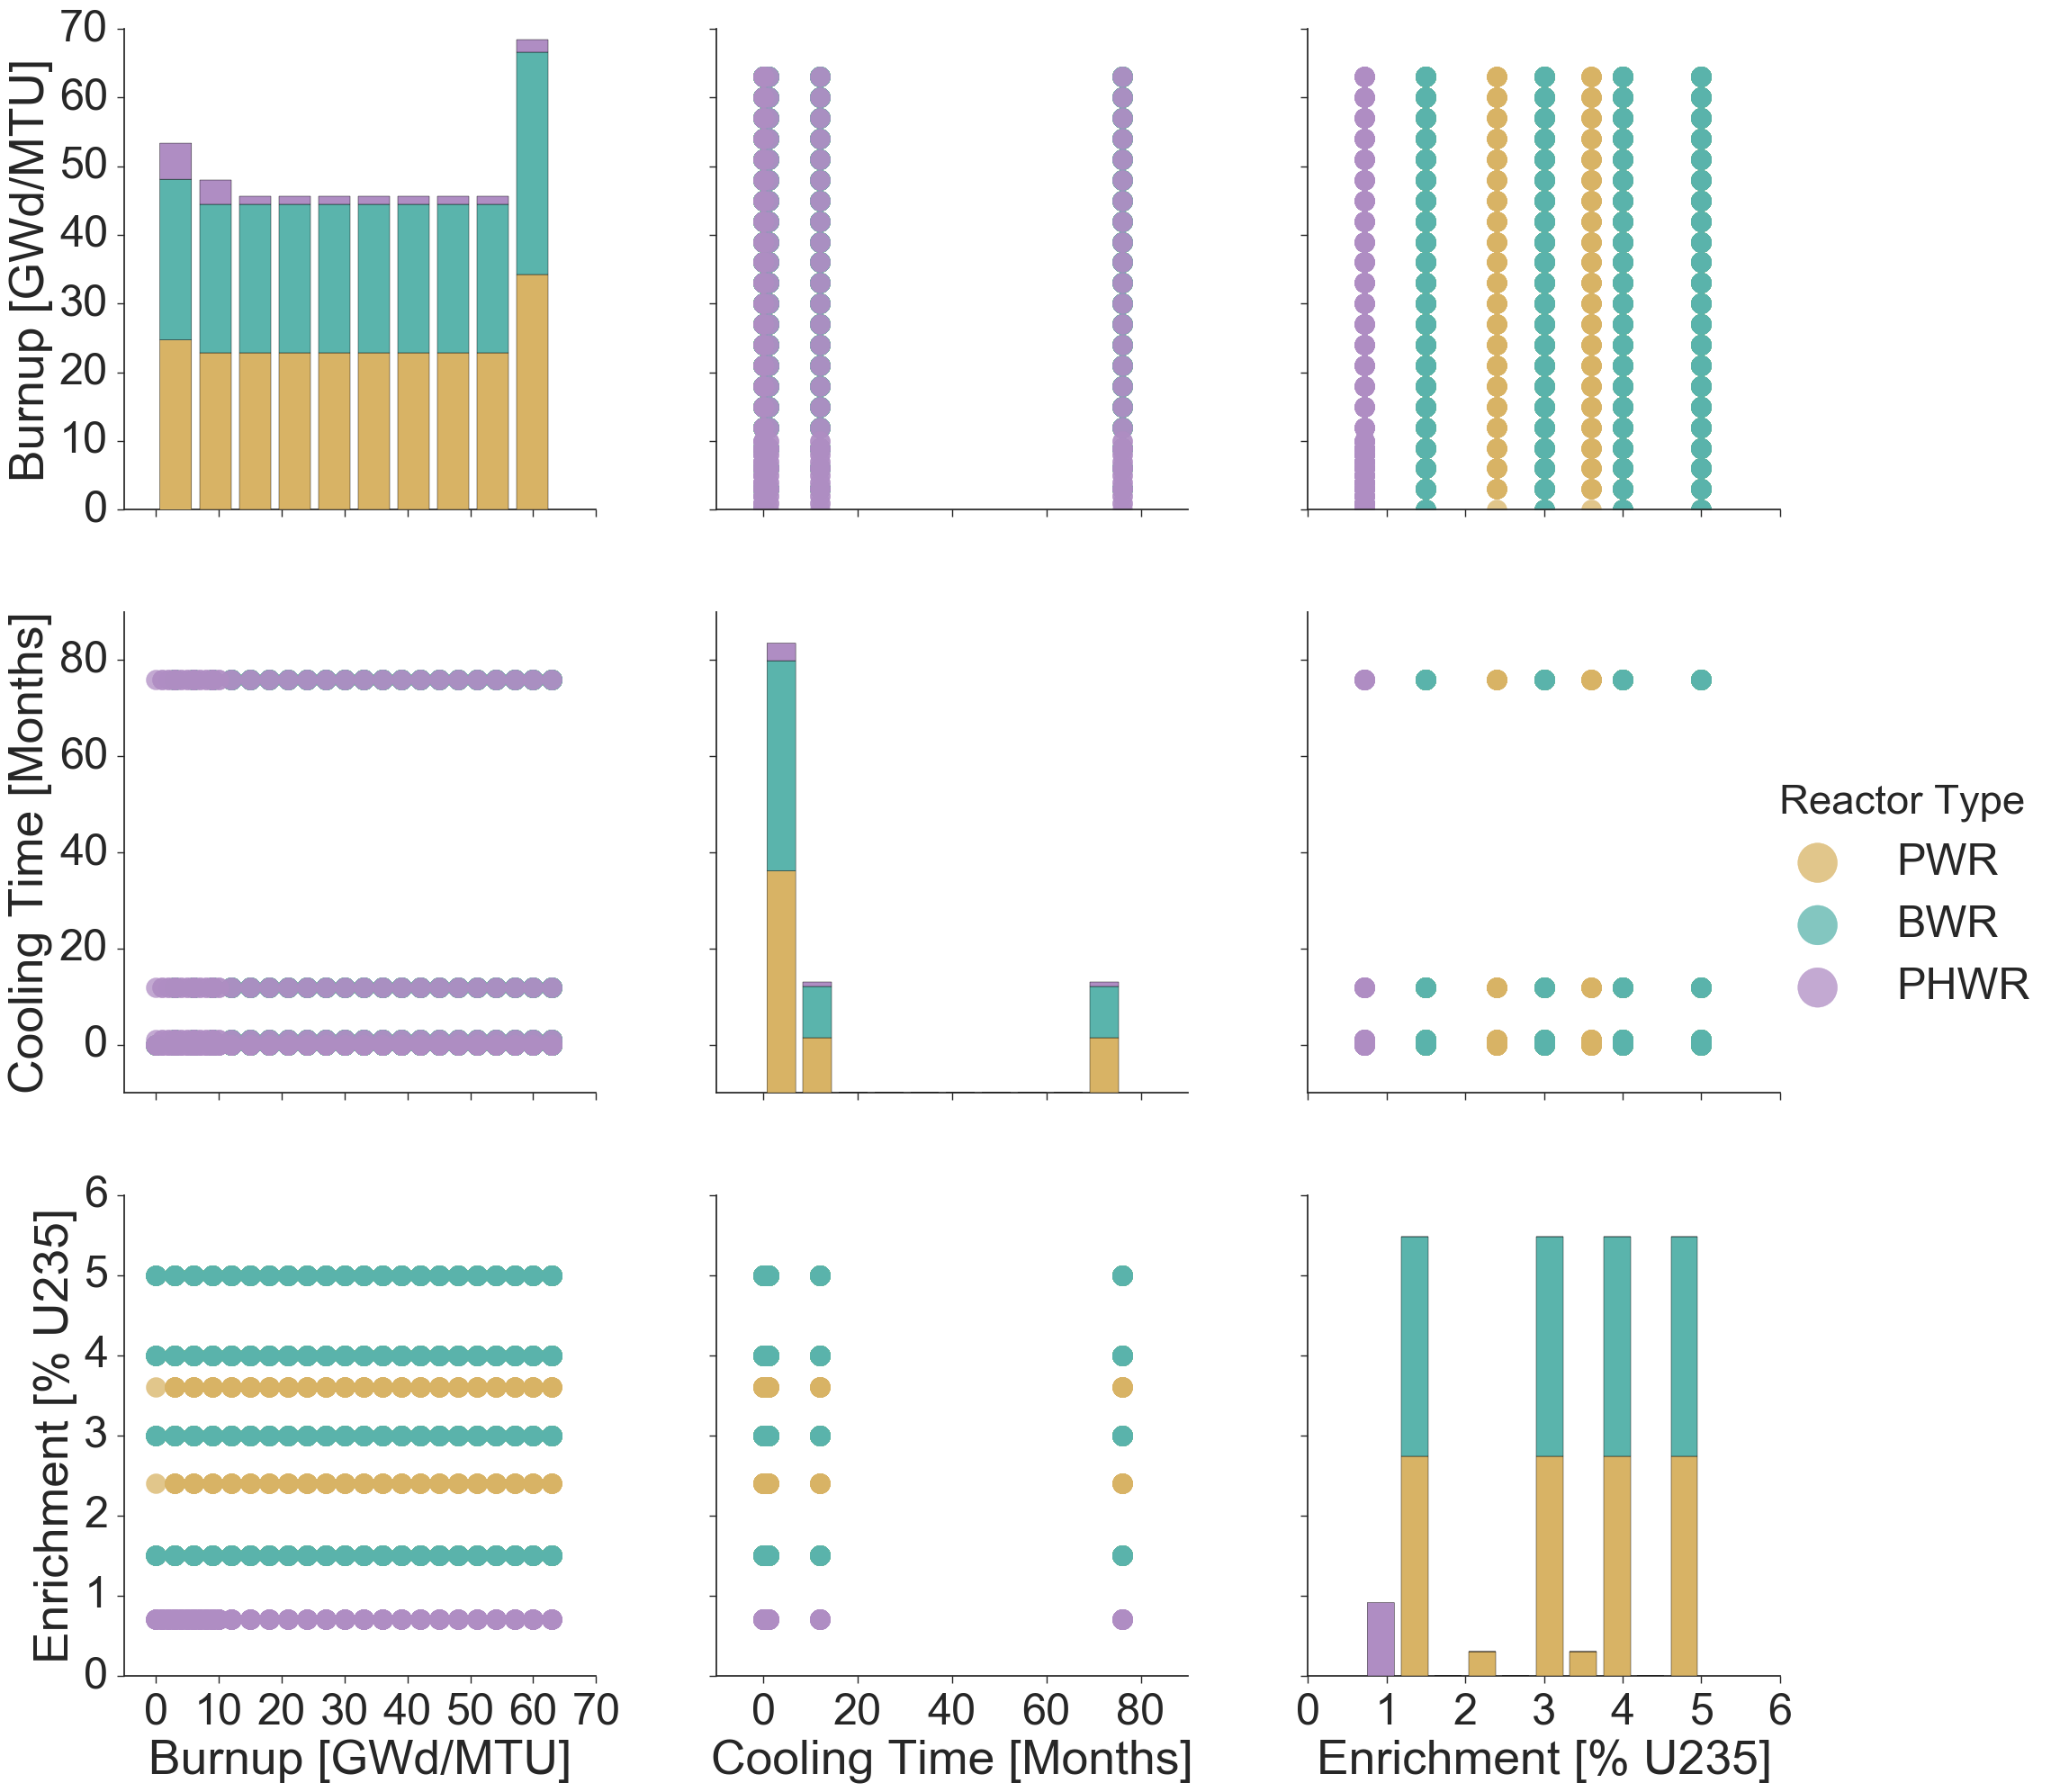 Burnup [GWd/MTU]
70
60
50
40
30
20
10
0
Cooling Time [Months]
80
60
40
20
0
Reactor Type
PWR
BWR
PHWR
Enrichment [% U235]
6
5
4
3
2
1
0
0 10 20 30 40 50 60 70
Burnup [GWd/MTU]
0 20 40 60 80
Cooling Time [Months]
0 1 2 3 4 5 6
Enrichment [% U235]